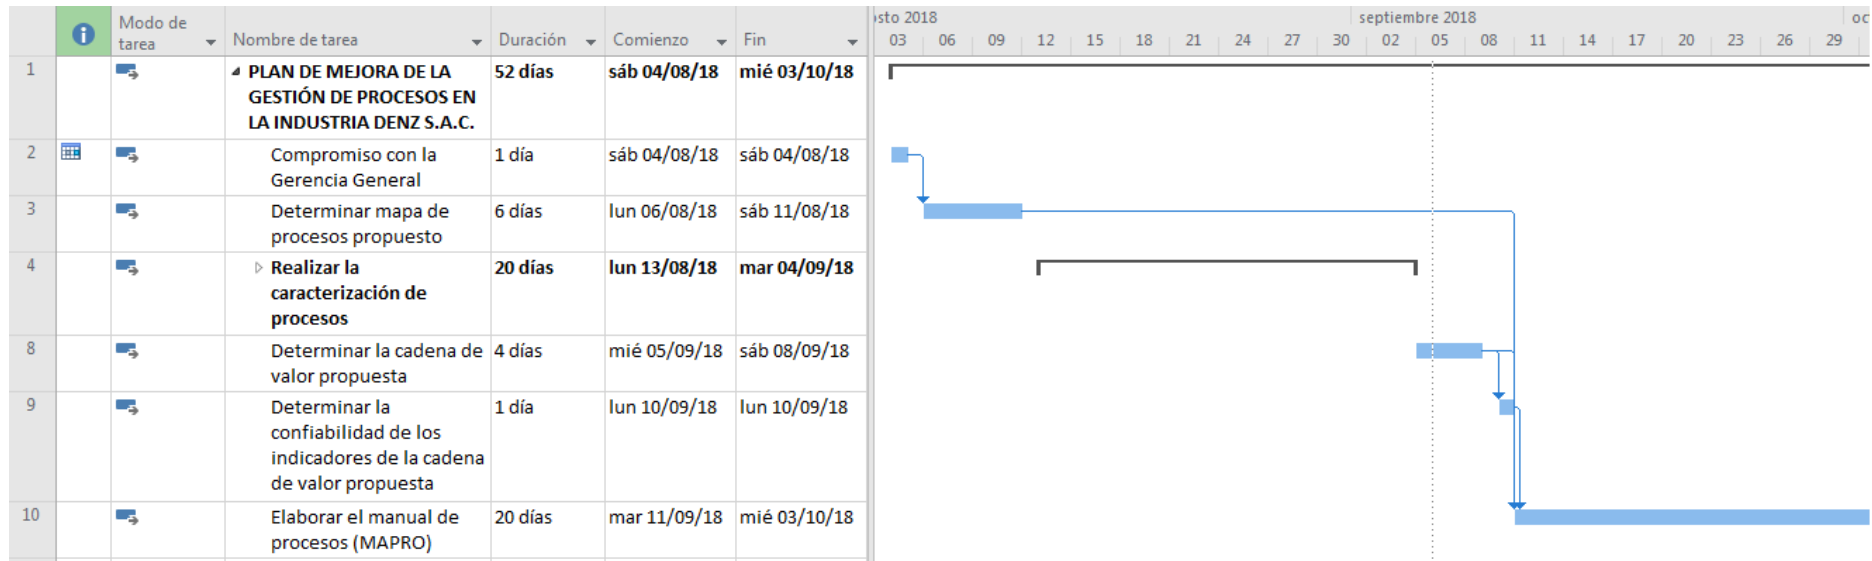 Modo de tarea Nombre de tarea Duración Comienzo Fin
osto 2018 septiembre 2018 oc
03 06 09 12 15 18 21 24 27 30 02 05 08 11 14 17 20 23 26 29
1 PLAN DE MEJORA DE LA 52 días sáb 04/08/18 mié 03/10/18
GESTIÓN DE PROCESOS EN
LA INDUSTRIA DENZ S.A.C.
2 Compromiso con la 1 día sáb 04/08/18 sáb 04/08/18
Gerencia General
3 Determinar mapa de 6 días lun 06/08/18 sáb 11/08/18
procesos propuesto
4 Realizar la 20 días lun 13/08/18 mar 04/09/18
caracterización de
procesos
8 Determinar la cadena de 4 días mié 05/09/18 sáb 08/09/18
valor propuesta
9 Determinar la 1 día lun 10/09/18 lun 10/09/18
confiabilidad de los
indicadores de la cadena
de valor propuesta
10 Elaborar el manual de 20 días mar 11/09/18 mié 03/10/18
procesos (MAPRO)